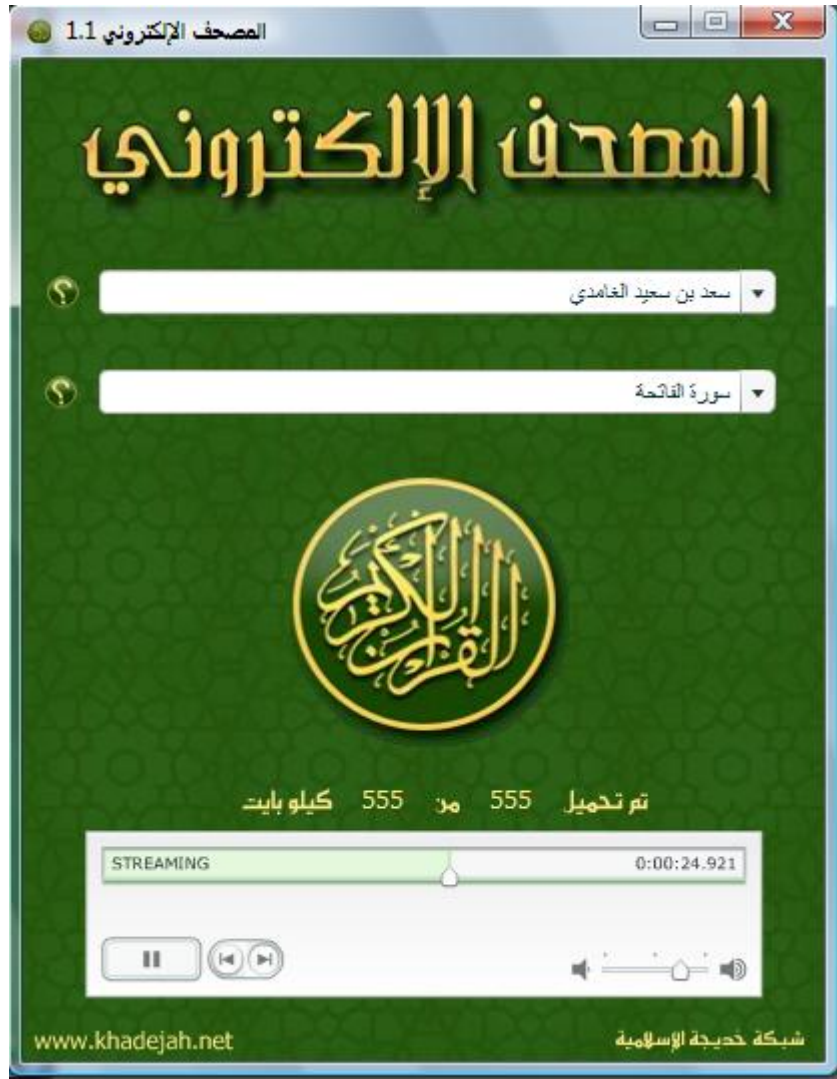 المصحف الإلكتروني 1.1
المصحف الإلكتروني
سعد بن سعيد الغامدي
سورة الفاتحة
القرآن الكريم
تم تحميل 555 من 555 كيلو بايت
STREAMING 0:00:24.921
www.khadejah.net شبكة خديجة الإسلامية